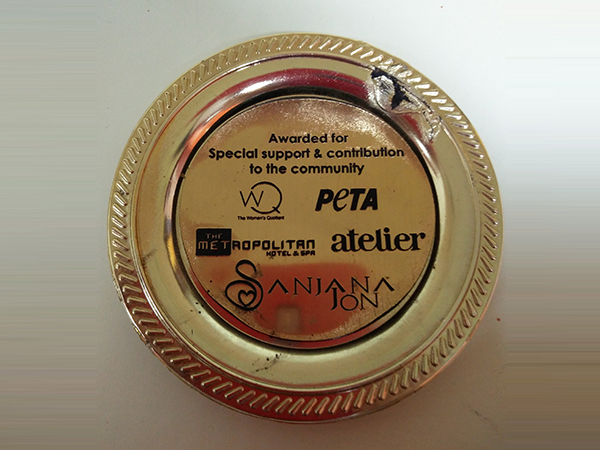 Awarded for
Special support & contribution
to the community
WQ PETA
The Women's Quotient
THE
METROPOLITAN atelier
HOTEL & SPA
SANJANA
JON